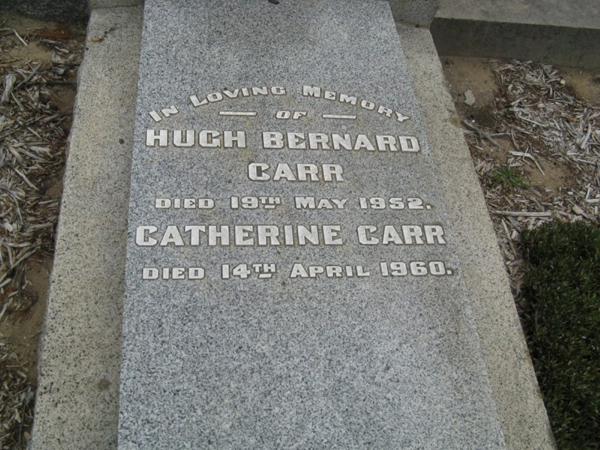 In Loving Memory
— OF —
HUGH BERNARD
CARR
DIED 19TH MAY 1952.
CATHERINE CARR
DIED 14TH APRIL 1960.